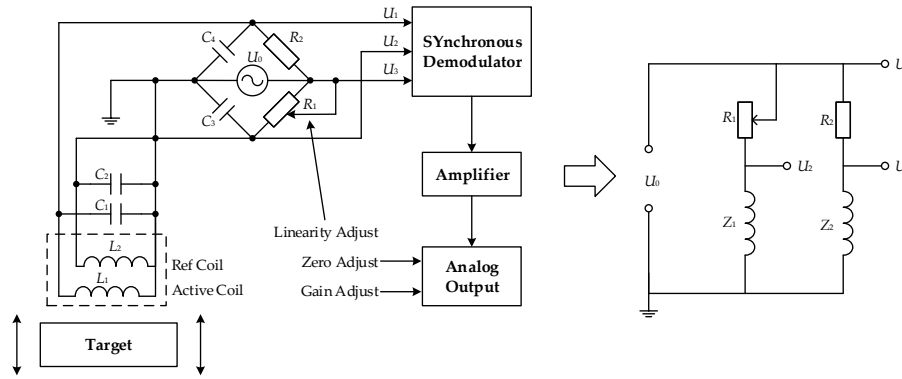 U1
U2
U3
SYnchronous
Demodulator
C4
R2
U0
C3
R1
Amplifier
C2
C1
Linearity Adjust
L2
Ref Coil
L1
Active Coil
Zero Adjust
Gain Adjust
Analog
Output
Target
U
R1
R2
U0
U2
U
Z1
Z2